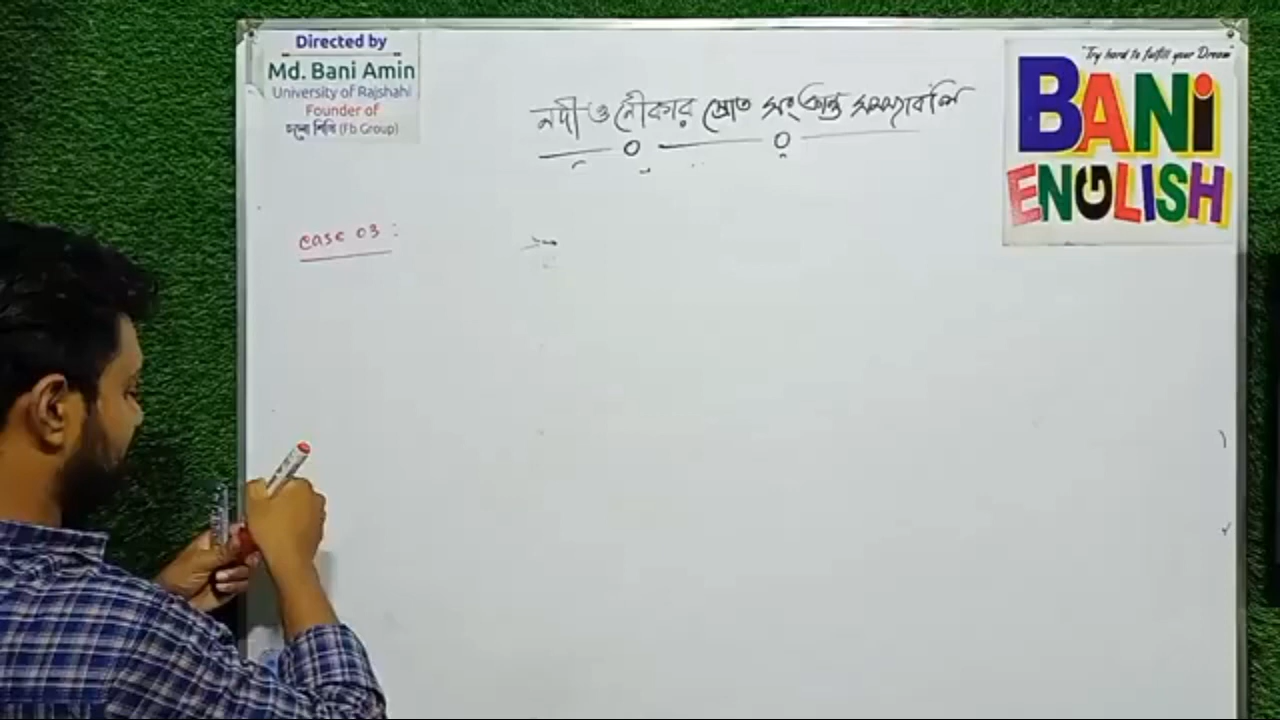 Directed by
Md. Bani Amin
University of Rajshahi
Founder of
চলো শিখি (Fb Group)
নদী ও নৌকার স্রোত সংক্রান্ত সমস্যাবলি
case 03 :
"Try hard to fulfill your Dream"
BANi
ENGLISH